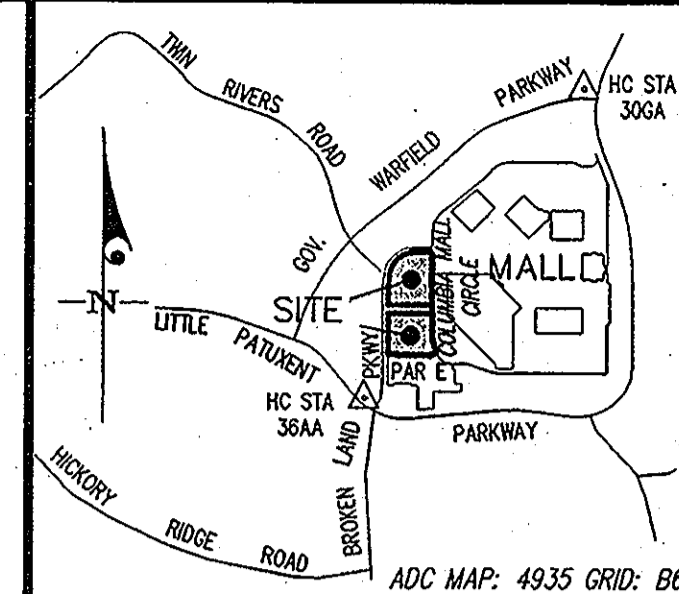 TWIN RIVERS ROAD
GOV. WARFIELD PARKWAY
HC STA
30GA
COLUMBIA MALL
CIRCLE
MALL
SITE
N
LITTLE PATUXENT
PARKWAY
PAR E
HC STA
36AA
BROKEN LAND PKWY
HICKORY RIDGE ROAD
ADC MAP: 4935 GRID: B6